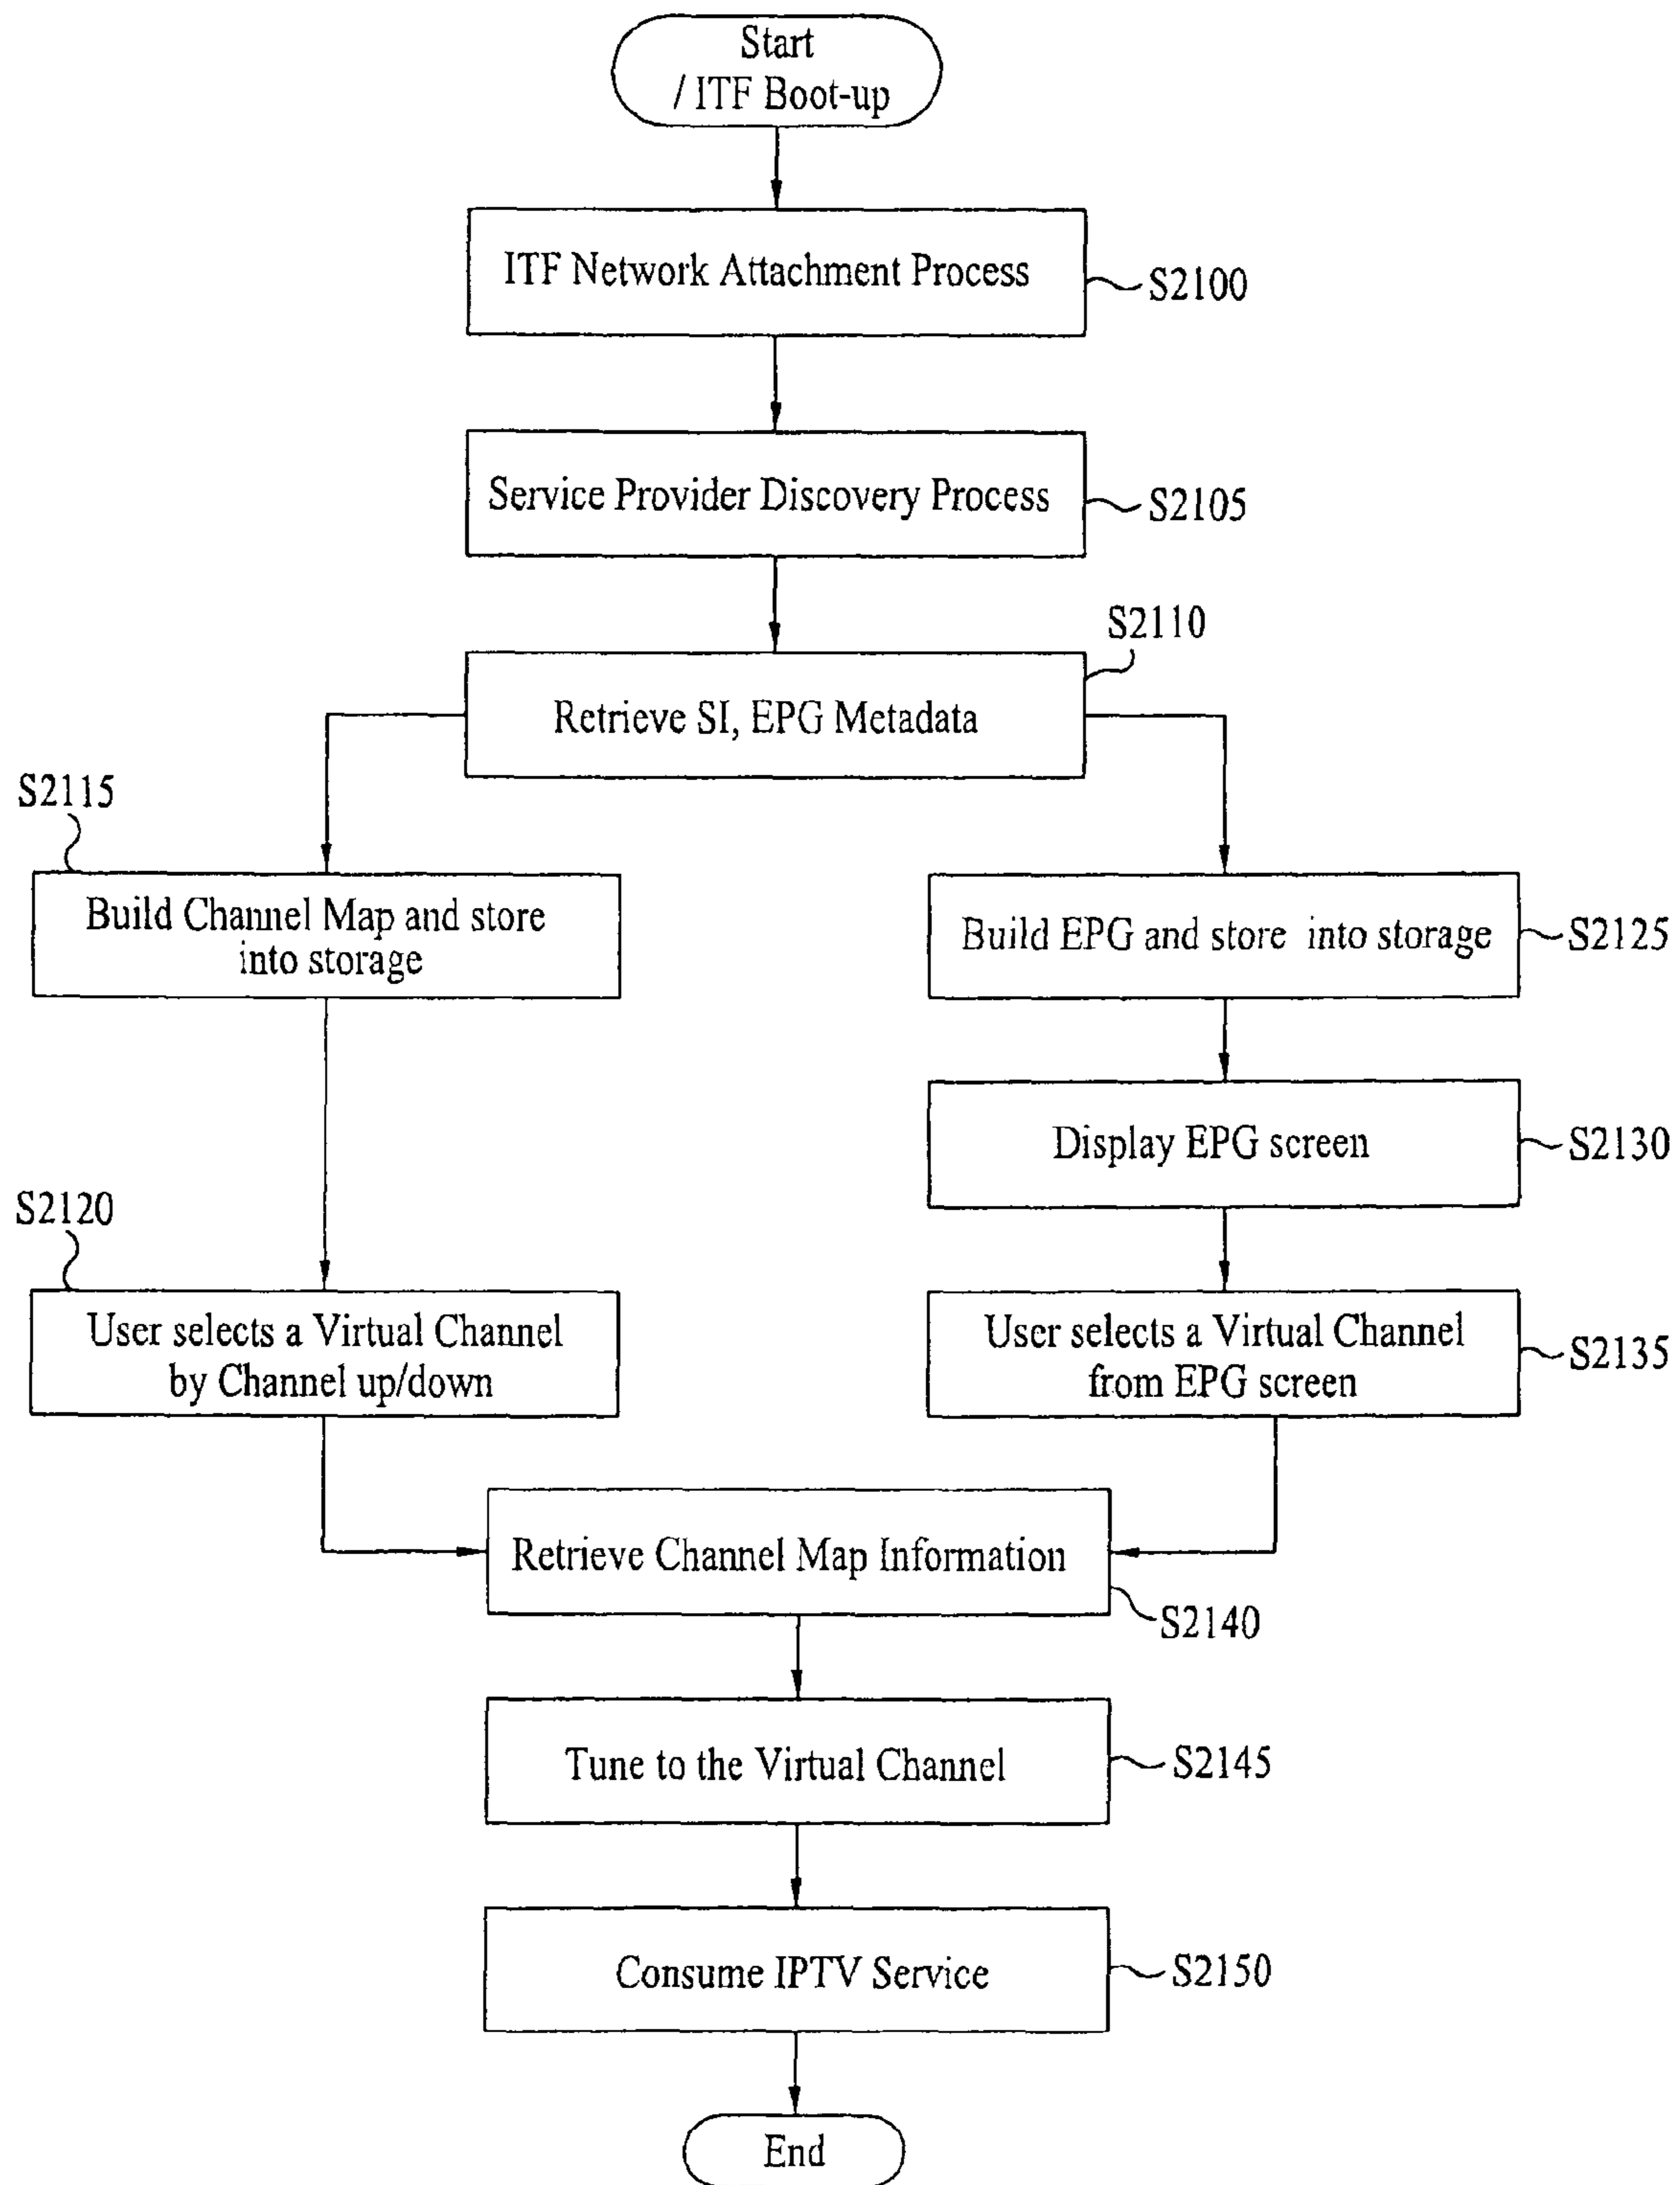 Start
/ ITF Boot-up
ITF Network Attachment Process
S2100
Service Provider Discovery Process
S2105
S2110
Retrieve SI, EPG Metadata
S2115
Build Channel Map and store
into storage
Build EPG and store into storage
S2125
Display EPG screen
S2130
S2120
User selects a Virtual Channel
by Channel up/down
User selects a Virtual Channel
from EPG screen
S2135
Retrieve Channel Map Information
S2140
Tune to the Virtual Channel
S2145
Consume IPTV Service
S2150
End